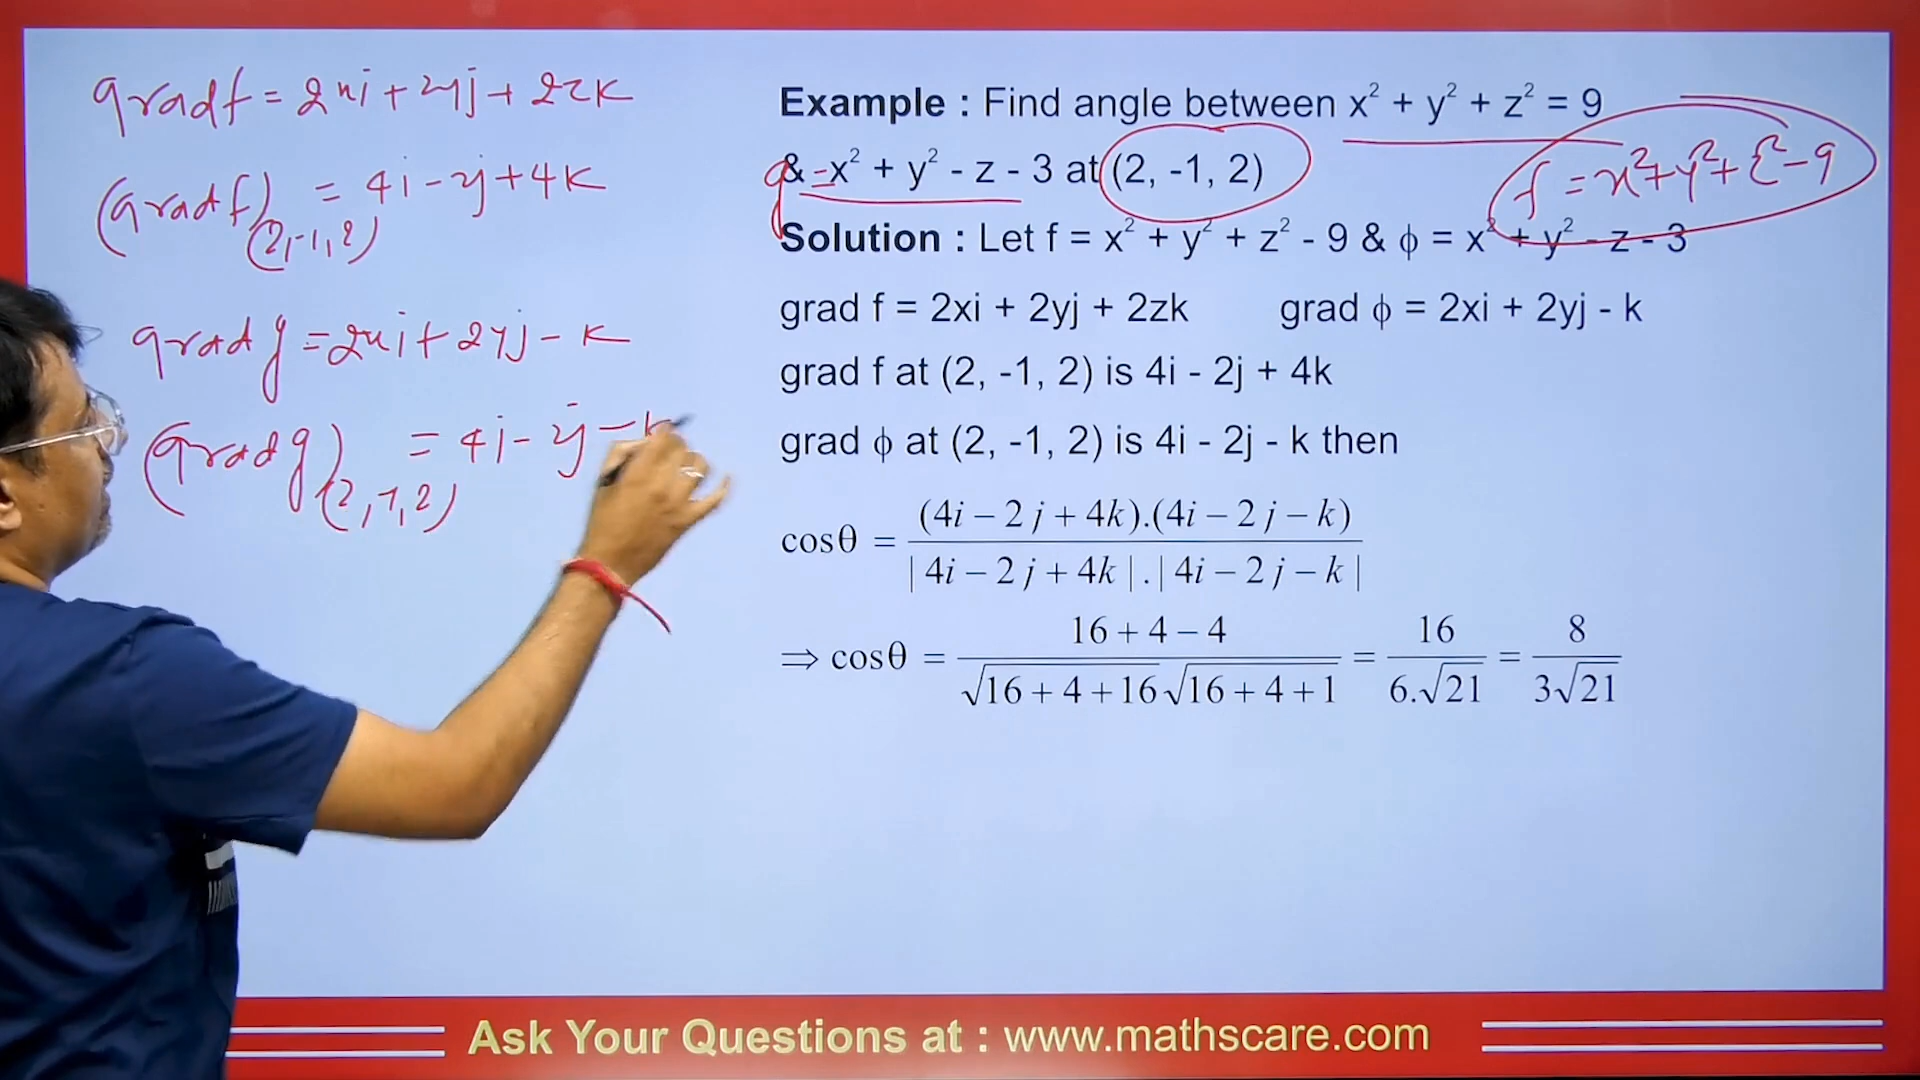 grad f = 2xi + 2yj + 2zk
(grad f)(2,-1,2) = 4i - 2j + 4k
grad g = 2xi + 2yj - k
(grad g)(2,-1,2) = 4i - 2j - k
Example : Find angle between x² + y² + z² = 9
g = & -x² + y² - z - 3 at (2, -1, 2)
f = x² + y² + z² - 9
Solution : Let f = x² + y² + z² - 9 & ϕ = x² + y² - z - 3
grad f = 2xi + 2yj + 2zk grad ϕ = 2xi + 2yj - k
grad f at (2, -1, 2) is 4i - 2j + 4k
grad ϕ at (2, -1, 2) is 4i - 2j - k then
cosθ = (4i − 2j + 4k).(4i − 2j − k) / | 4i − 2j + 4k | . | 4i − 2j − k |
⇒ cosθ = 16 + 4 − 4 / √16 + 4 + 16 √16 + 4 + 1 = 16 / 6.√21 = 8 / 3√21
Ask Your Questions at : www.mathscare.com